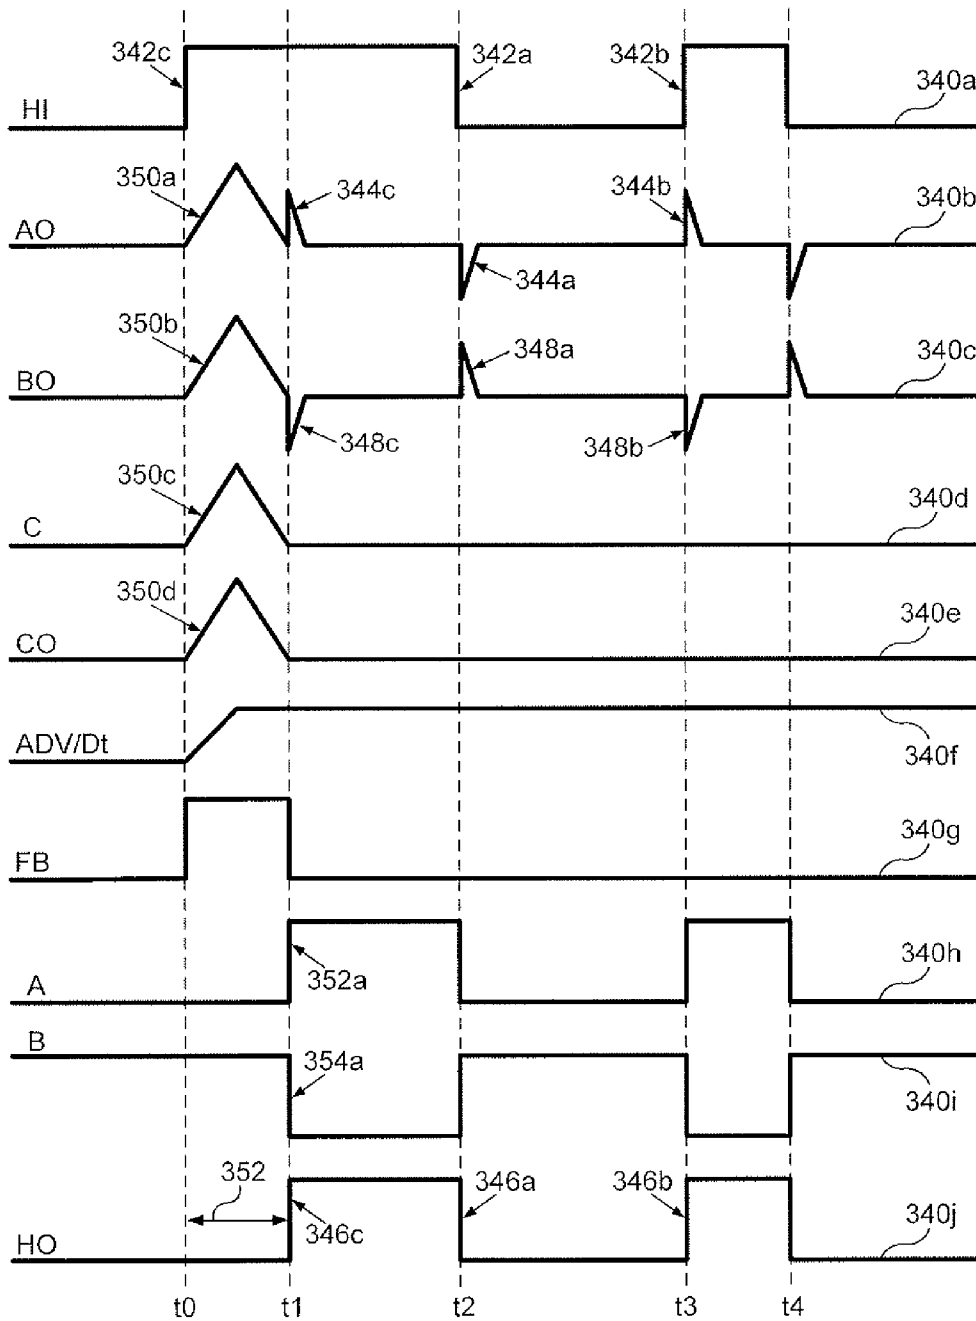 342c 342a 342b 340a
HI
350a 344c 344b 340b
AO
344a
350b 348a 340c
BO
348c 348b
350c 340d
C
350d 340e
CO
ADV/Dt 340f
340g
FB
352a 340h
A
B
354a
340i
352 346a 346b
346c 340j
HO
t0 t1 t2 t3 t4